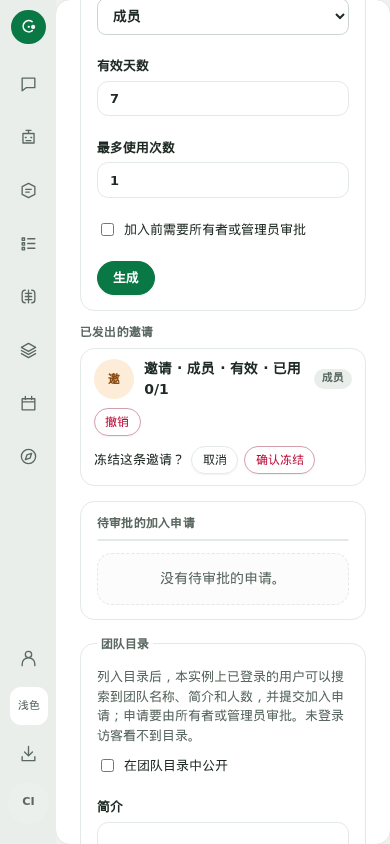 成员
有效天数
7
最多使用次数
1
加入前需要所有者或管理员审批
生成
已发出的邀请
邀
邀请 · 成员 · 有效 · 已用
0/1
成员
撤销
冻结这条邀请？
取消
确认冻结
待审批的加入申请
没有待审批的申请。
团队目录
列入目录后，本实例上已登录的用户可以搜
索到团队名称、简介和人数，并提交加入申
请；申请要由所有者或管理员审批。未登录
访客看不到目录。
在团队目录中公开
简介
浅色
CI